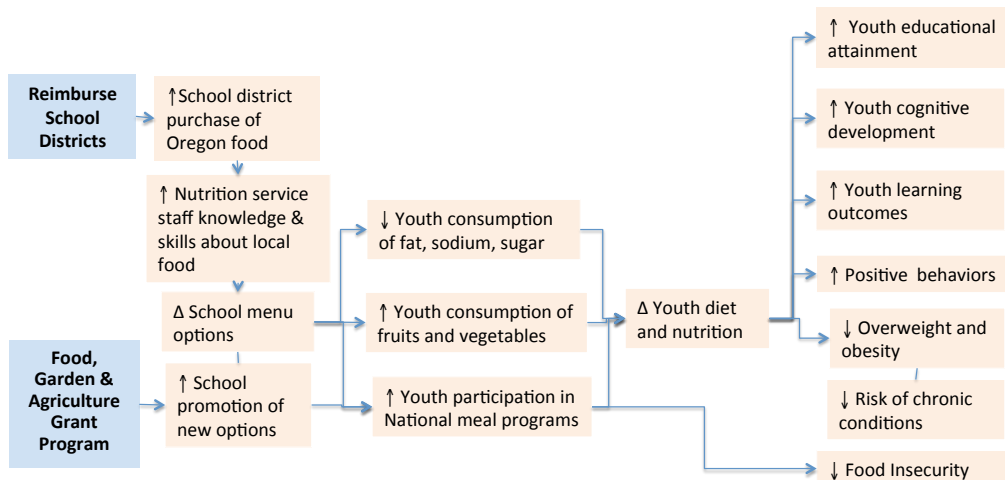 Reimburse
School
Districts
↑School district
purchase of
Oregon food
↑ Nutrition service
staff knowledge &
skills about local
food
Δ School menu
options
Food,
Garden &
Agriculture
Grant
Program
↑ School
promotion of
new options
↓ Youth consumption
of fat, sodium, sugar
↑ Youth consumption of
fruits and vegetables
↑ Youth participation in
National meal programs
Δ Youth diet
and nutrition
↑ Youth educational
attainment
↑ Youth cognitive
development
↑ Youth learning
outcomes
↑ Positive behaviors
↓ Overweight and
obesity
↓ Risk of chronic
conditions
↓ Food Insecurity